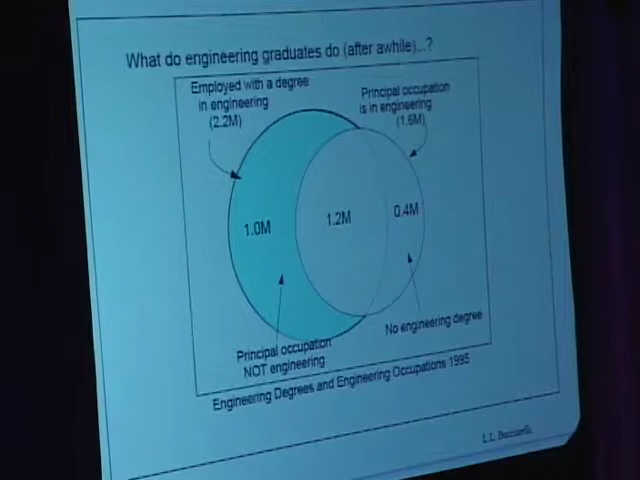 What do engineering graduates do (after awhile)...?
Employed with a degree
in engineering
(2.2M)
Principal occupation
is in engineering
(1.6M)
1.0M
1.2M
0.4M
No engineering degree
Principal occupation
NOT engineering
Engineering Degrees and Engineering Occupations 1995
L.L.